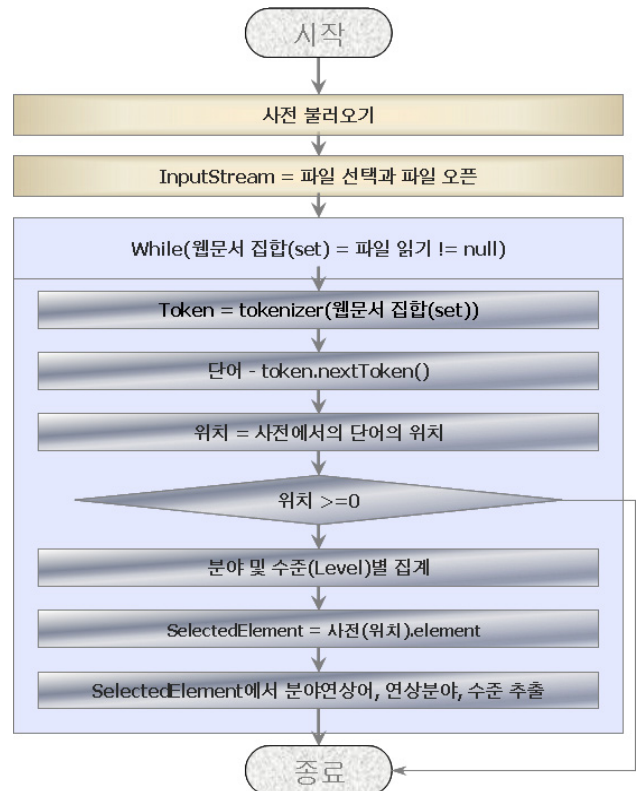 시작
사전 불러오기
InputStream = 파일 선택과 파일 오픈
While(웹문서 집합(set) = 파일 읽기 != null)
Token = tokenizer(웹문서 집합(set))
단어 - token.nextToken()
위치 = 사전에서의 단어의 위치
위치 >=0
분야 및 수준(Level)별 집계
SelectedElement = 사전(위치).element
SelectedElement에서 분야연상어, 연상분야, 수준 추출
종료